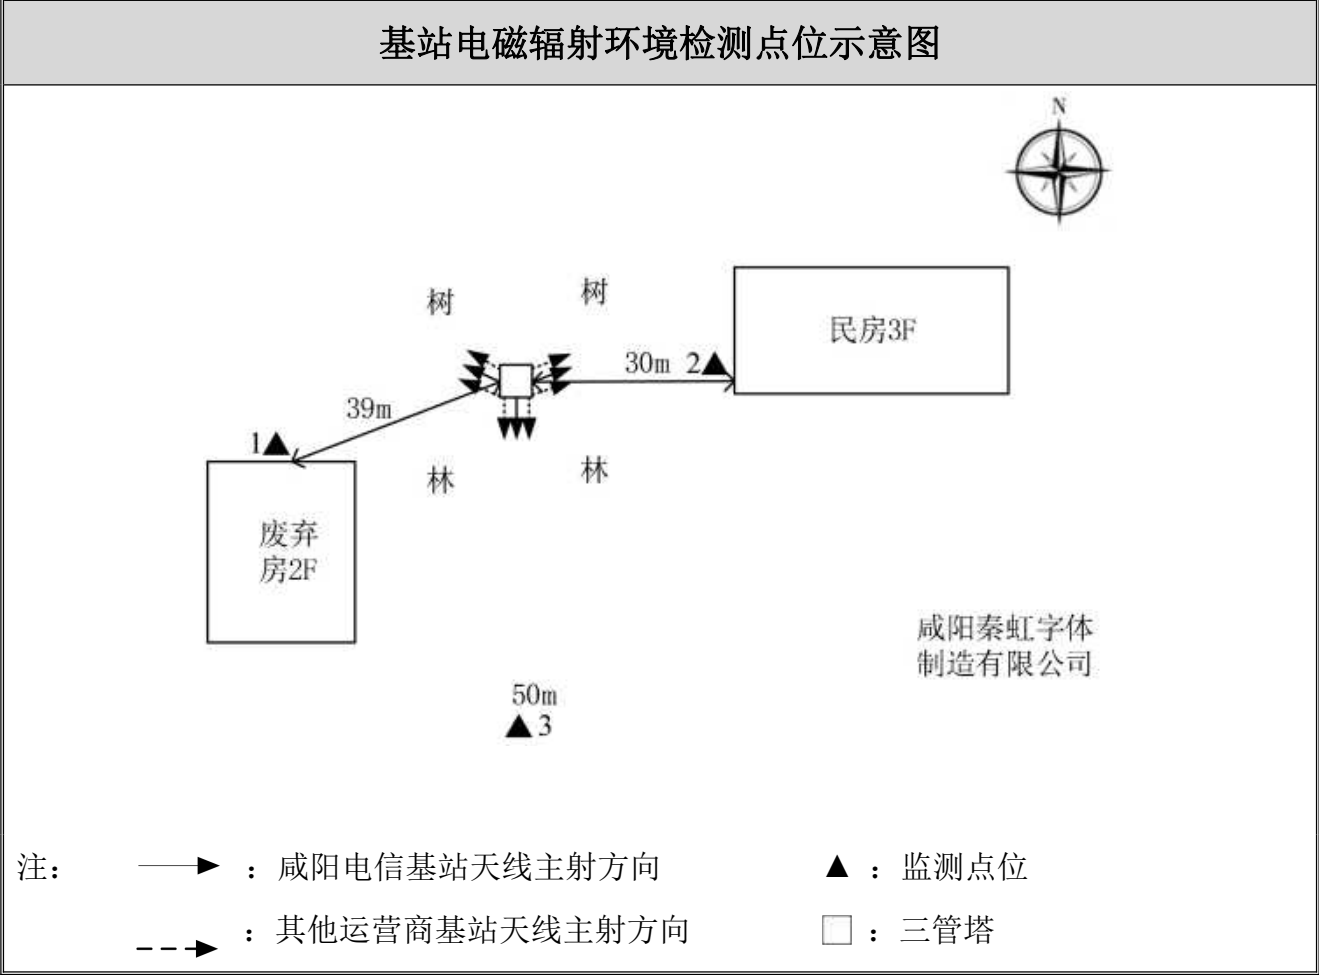 基站电磁辐射环境检测点位示意图
N
树
树
民房3F
30m
2
39m
1
林
林
废弃
房2F
咸阳秦虹字体
制造有限公司
50m
3
注：
：咸阳电信基站天线主射方向
：监测点位
：其他运营商基站天线主射方向
：三管塔